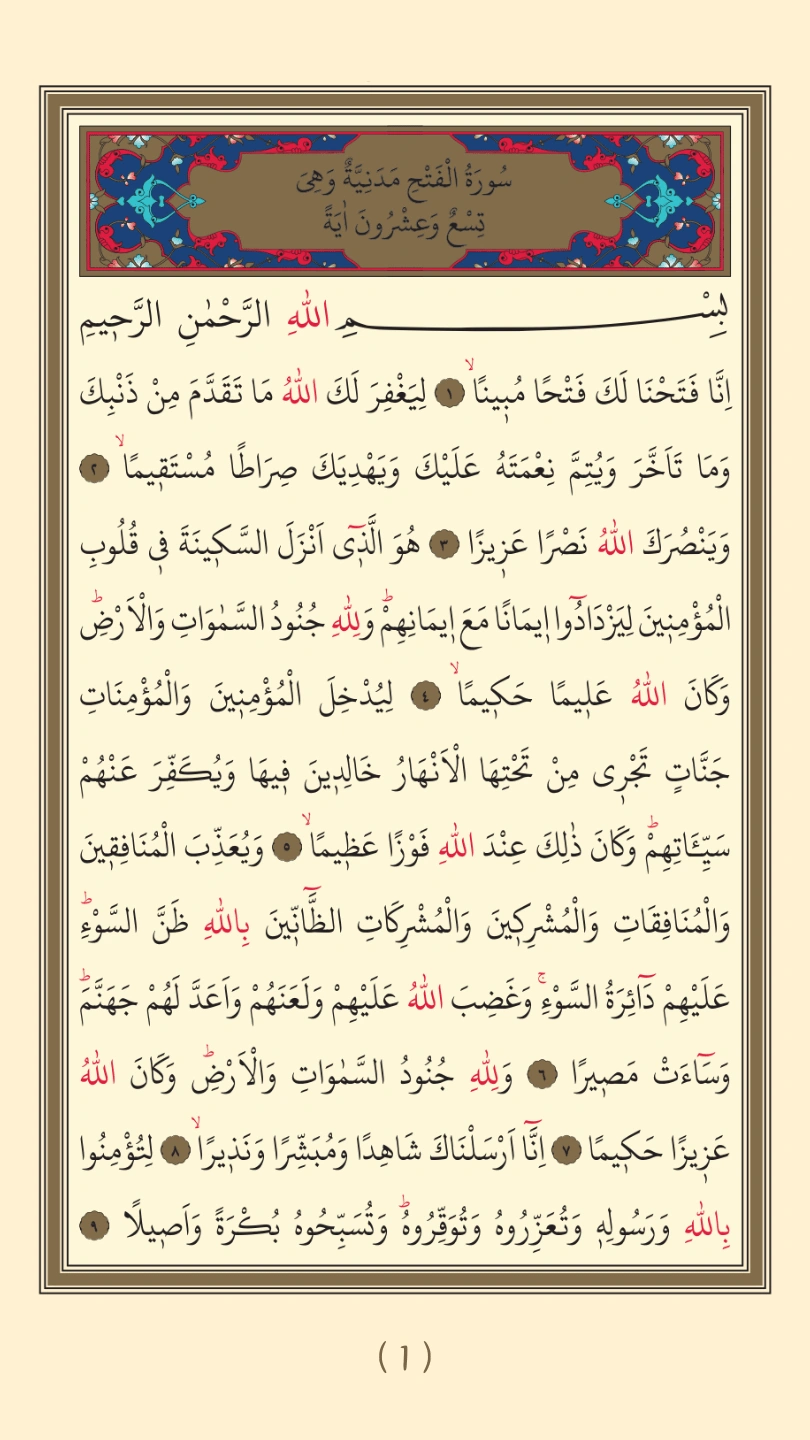 سُورَةُ الْفَتْحِ مَدَنِيَّةٌ وَهِىَ
تِسْعٌ وَعِشْرُونَ اٰيَةً
بِسْمِ اللّٰهِ الرَّحْمٰنِ الرَّح۪يمِ
اِنَّا فَتَحْنَا لَكَ فَتْحًا مُب۪ينًاۙ ﴿١﴾ لِيَغْفِرَ لَكَ اللّٰهُ مَا تَقَدَّمَ مِنْ ذَنْبِكَ
وَمَا تَاَخَّرَ وَيُتِمَّ نِعْمَتَهُ عَلَيْكَ وَيَهْدِيَكَ صِرَاطًا مُسْتَق۪يمًاۙ ﴿٢﴾
وَيَنْصُرَكَ اللّٰهُ نَصْرًا عَز۪يزًا ﴿٣﴾ هُوَ الَّذ۪ٓى اَنْزَلَ السَّك۪ينَةَ ف۪ى قُلُوبِ
الْمُؤْمِن۪ينَ لِيَزْدَادُٓوا ا۪يمَانًا مَعَ ا۪يمَانِهِمْۜ وَلِلّٰهِ جُنُودُ السَّمٰوَاتِ وَالْاَرْضِۜ
وَكَانَ اللّٰهُ عَل۪يمًا حَك۪يمًاۙ ﴿٤﴾ لِيُدْخِلَ الْمُؤْمِن۪ينَ وَالْمُؤْمِنَاتِ
جَنَّاتٍ تَجْر۪ى مِنْ تَحْتِهَا الْاَنْهَارُ خَالِد۪ينَ ف۪يهَا وَيُكَفِّرَ عَنْهُمْ
سَيِّـَٔاتِهِمْۜ وَكَانَ ذٰلِكَ عِنْدَ اللّٰهِ فَوْزًا عَظ۪يمًاۙ ﴿٥﴾ وَيُعَذِّبَ الْمُنَافِق۪ينَ
وَالْمُنَافِقَاتِ وَالْمُشْرِك۪ينَ وَالْمُشْرِكَاتِ الظَّٓانّ۪ينَ بِاللّٰهِ ظَنَّ السَّوْءِۜ
عَلَيْهِمْ دَٓائِرَةُ السَّوْءِۚ وَغَضِبَ اللّٰهُ عَلَيْهِمْ وَلَعَنَهُمْ وَاَعَدَّ لَهُمْ جَهَنَّمَۜ
وَسَٓاءَتْ مَص۪يرًا ﴿٦﴾ وَلِلّٰهِ جُنُودُ السَّمٰوَاتِ وَالْاَرْضِۜ وَكَانَ اللّٰهُ
عَز۪يزًا حَك۪يمًا ﴿٧﴾ اِنَّٓا اَرْسَلْنَاكَ شَاهِدًا وَمُبَشِّرًا وَنَذ۪يرًاۙ ﴿٨﴾ لِتُؤْمِنُوا
بِاللّٰهِ وَرَسُولِه۪ وَتُعَزِّرُوهُ وَتُوَقِّرُوهُۜ وَتُسَبِّحُوهُ بُكْرَةً وَاَص۪يلًا ﴿٩﴾
(١)